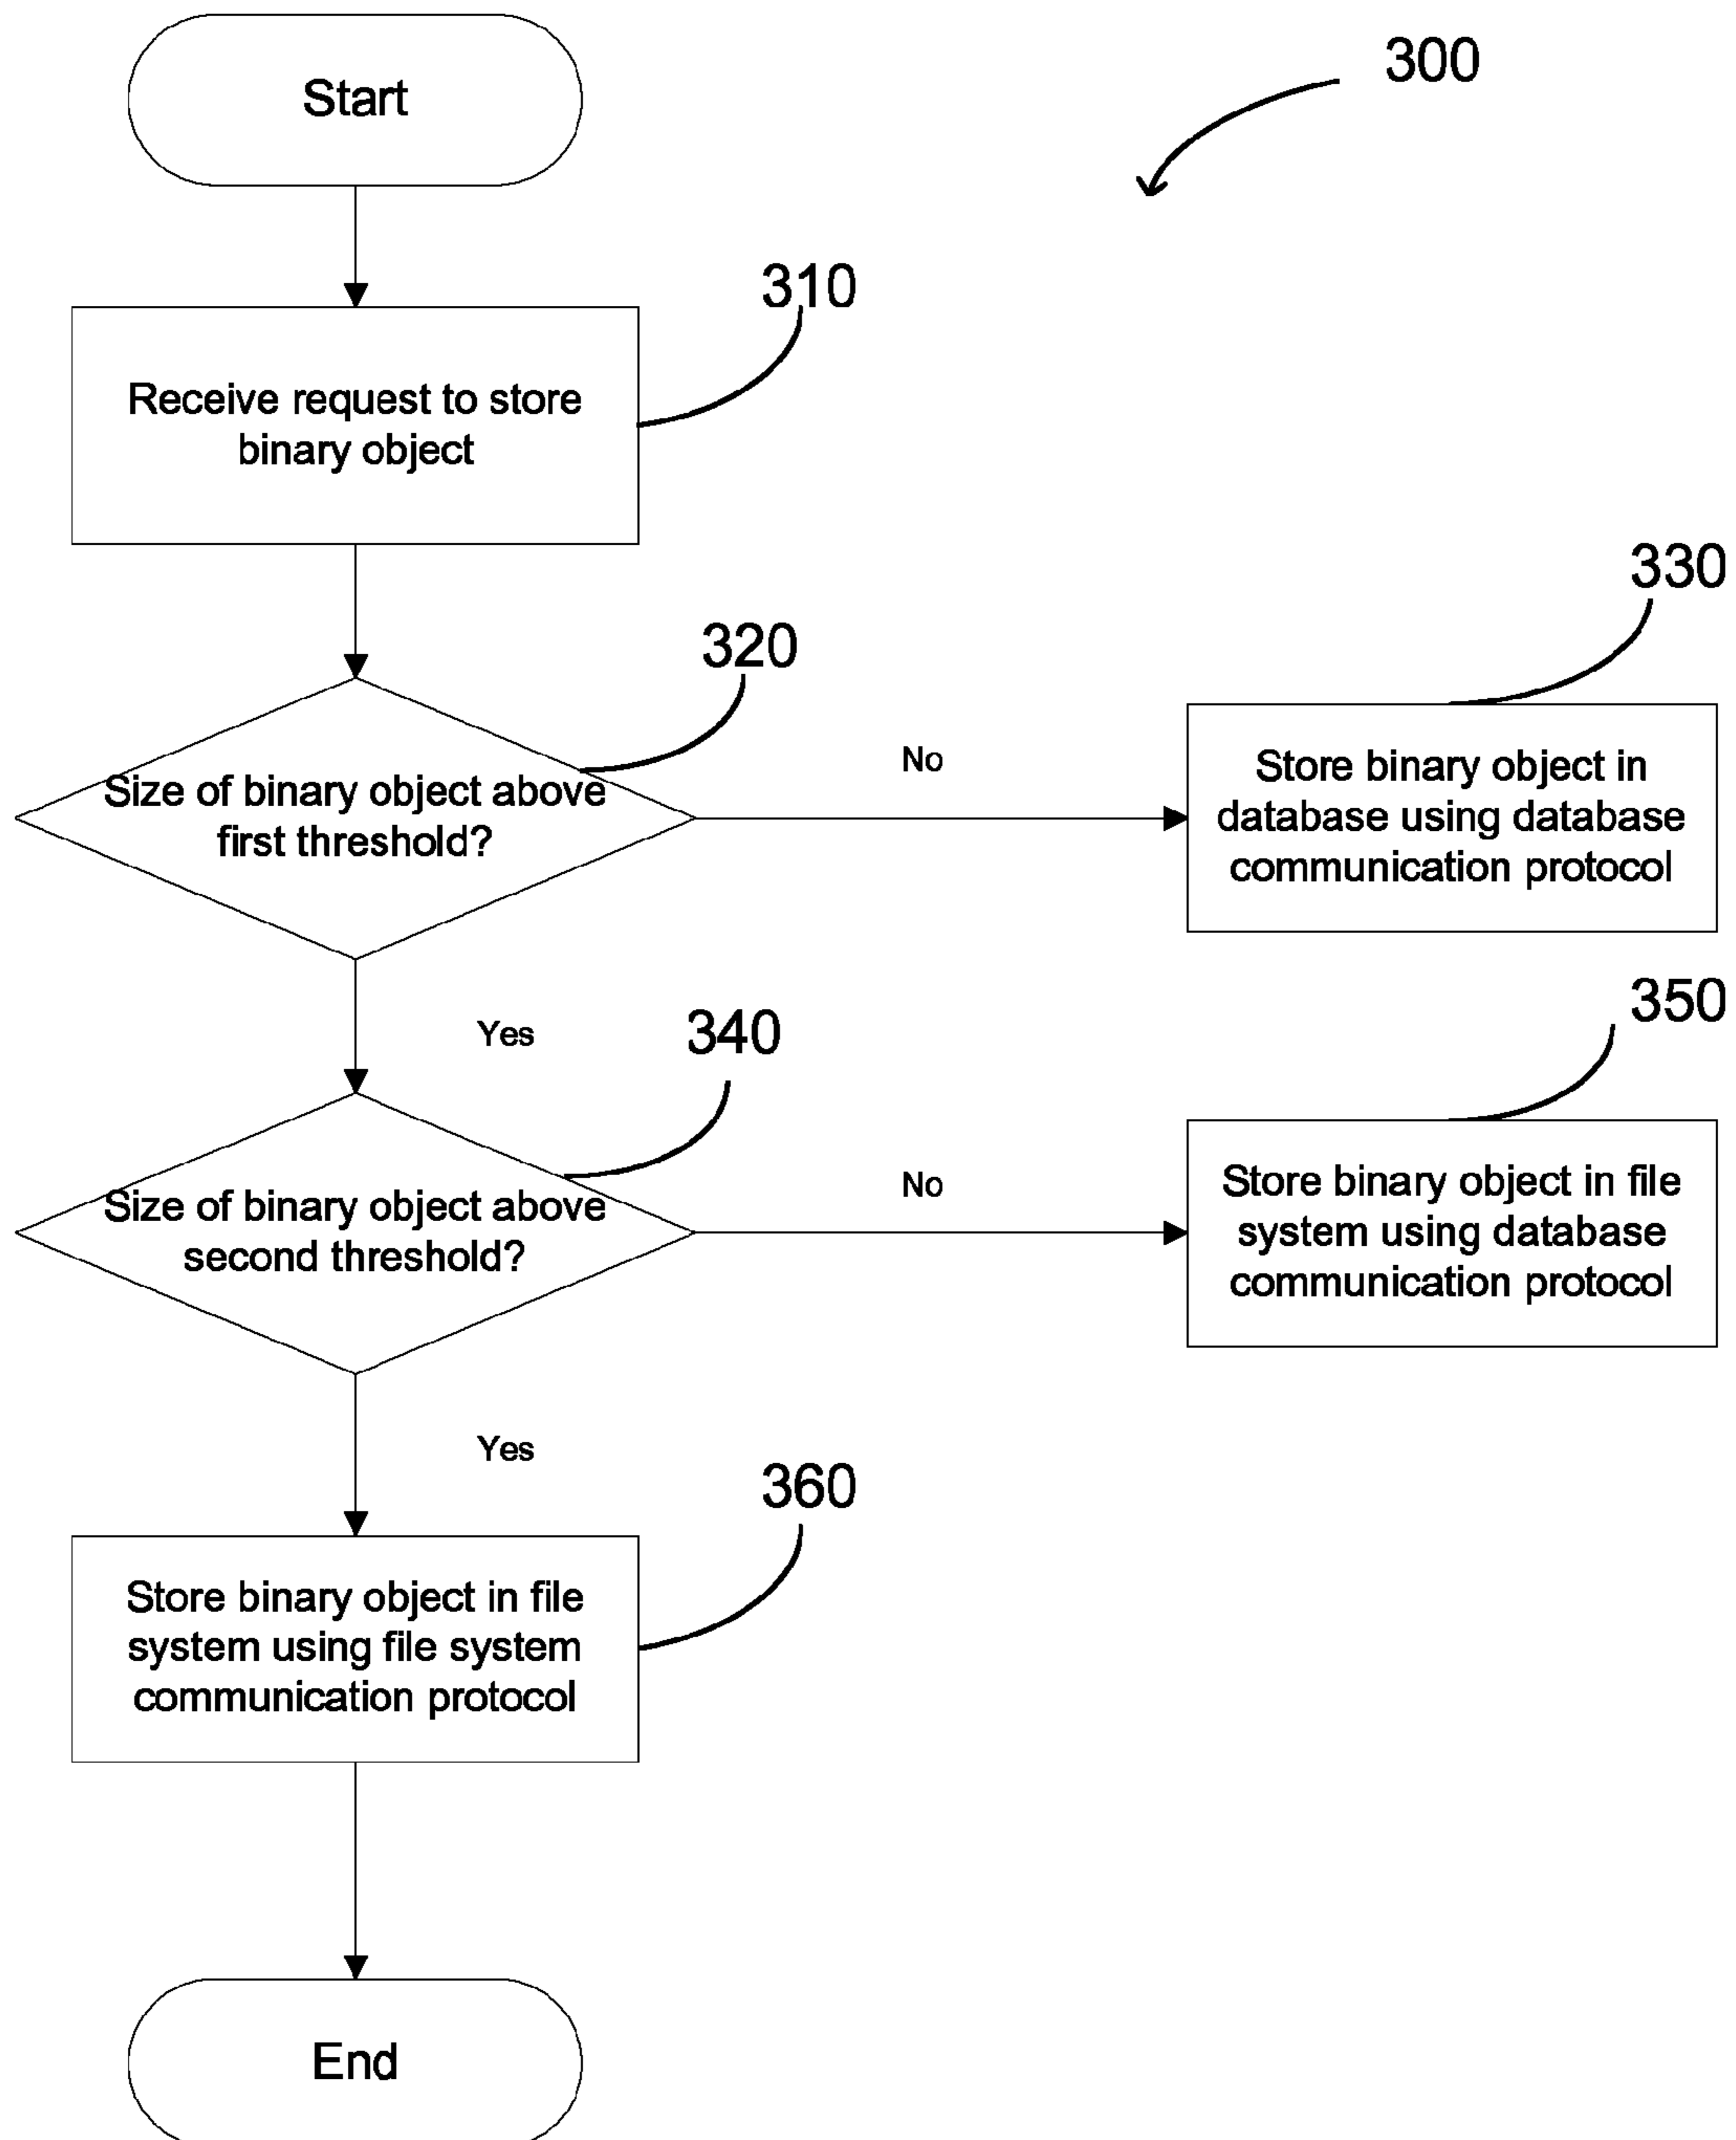 Start
300
310
Receive request to store
binary object
330
320
No
Store binary object in
database using database
communication protocol
Size of binary object above
first threshold?
350
Yes
340
No
Store binary object in file
system using database
communication protocol
Size of binary object above
second threshold?
Yes
360
Store binary object in file
system using file system
communication protocol
End